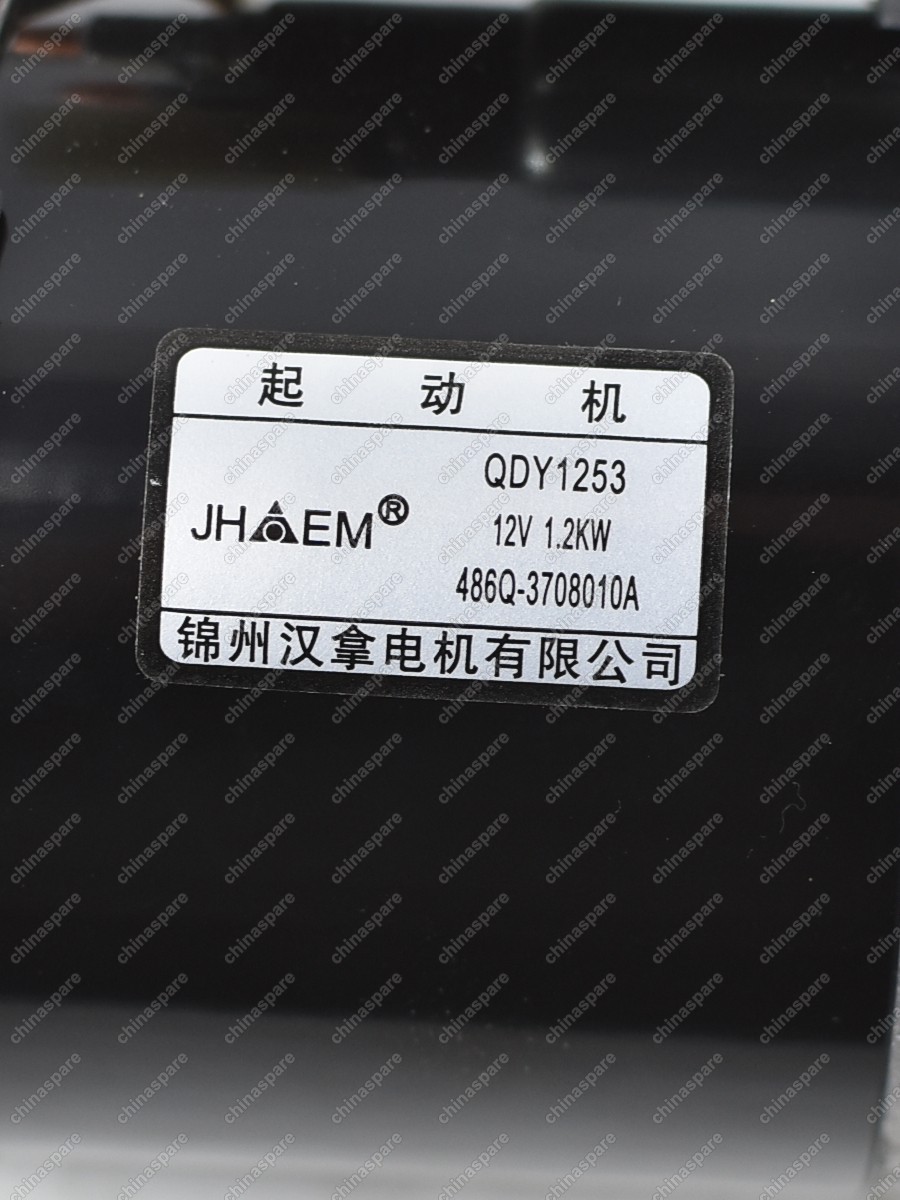 起动机
QDY1253
JHAEM®
12V 1.2KW
486Q-3708010A
锦州汉拿电机有限公司
chinaspare